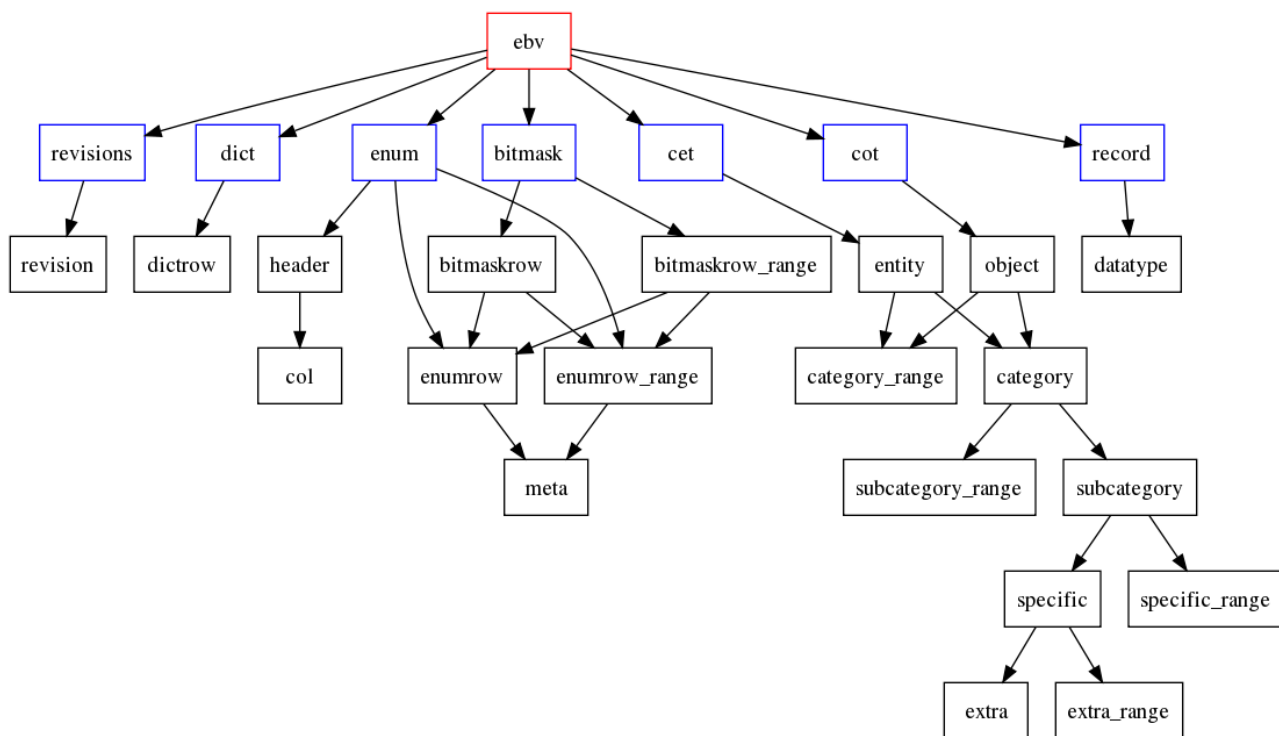 ebv
revisions
dict
enum
bitmask
cet
cot
record
revision
dictrow
header
bitmaskrow
bitmaskrow_range
entity
object
datatype
col
enumrow
enumrow_range
category_range
category
meta
subcategory_range
subcategory
specific
specific_range
extra
extra_range